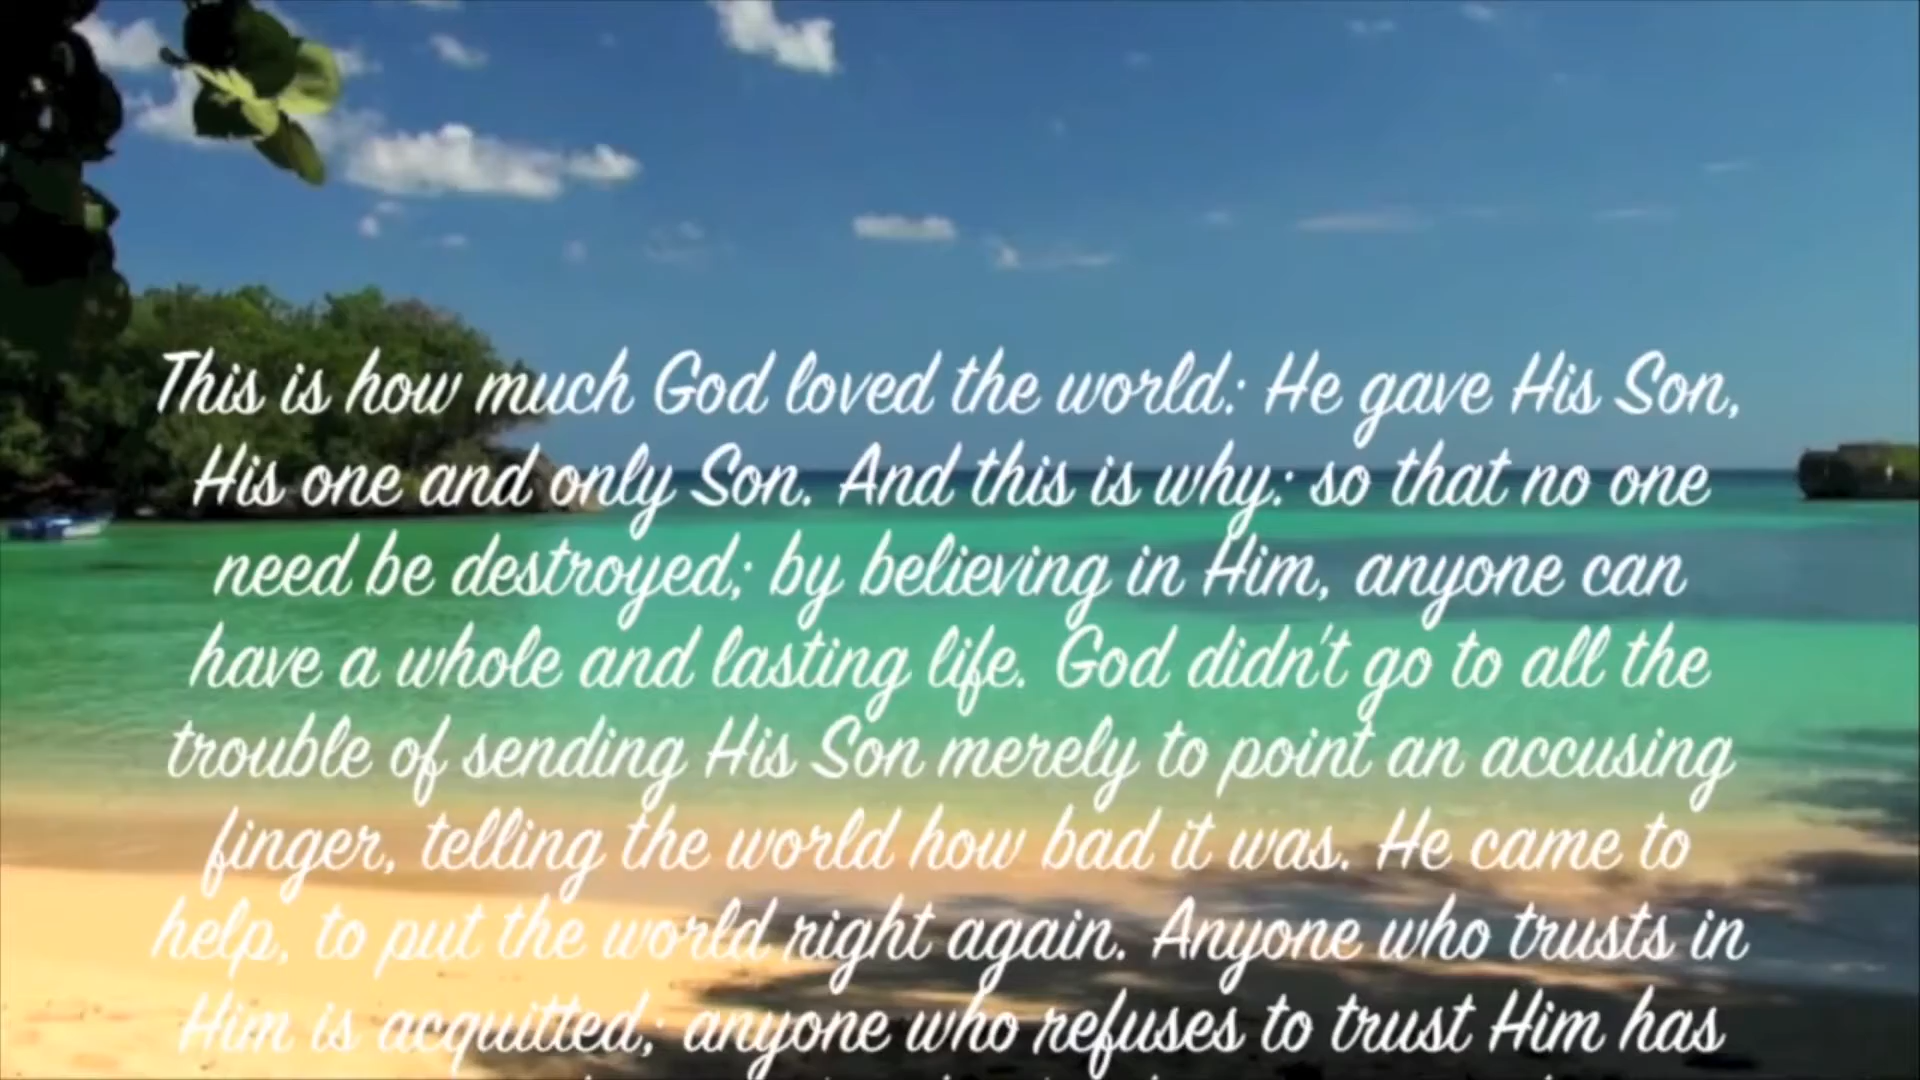 This is how much God loved the world: He gave His Son,
His one and only Son. And this is why: so that no one
need be destroyed; by believing in Him, anyone can
have a whole and lasting life. God didn't go to all the
trouble of sending His Son merely to point an accusing
finger, telling the world how bad it was. He came to
help, to put the world right again. Anyone who trusts in
Him is acquitted; anyone who refuses to trust Him has